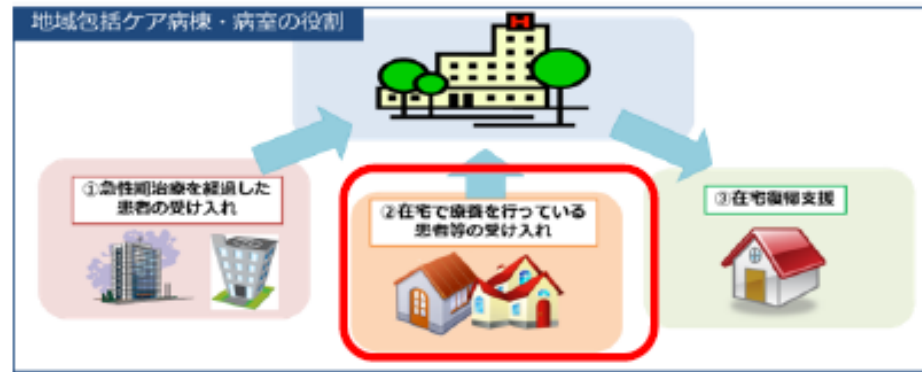 地域包括ケア病棟・病室の役割
H
①急性期治療を経過した
患者の受け入れ
②在宅で療養を行っている
患者等の受け入れ
③在宅復帰支援